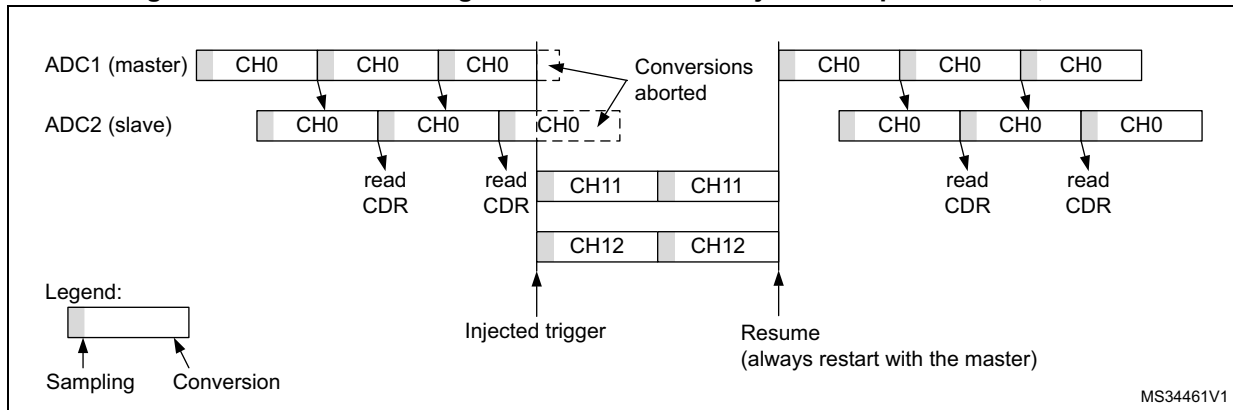 ADC1 (master) CH0 CH0 CH0 Conversions aborted CH0 CH0 CH0
ADC2 (slave) CH0 CH0 CH0 CH0 CH0 CH0
read CDR read CDR read CDR read CDR
CH11 CH11
CH12 CH12
Legend:
Injected trigger
Resume
(always restart with the master)
Sampling Conversion
MS34461V1